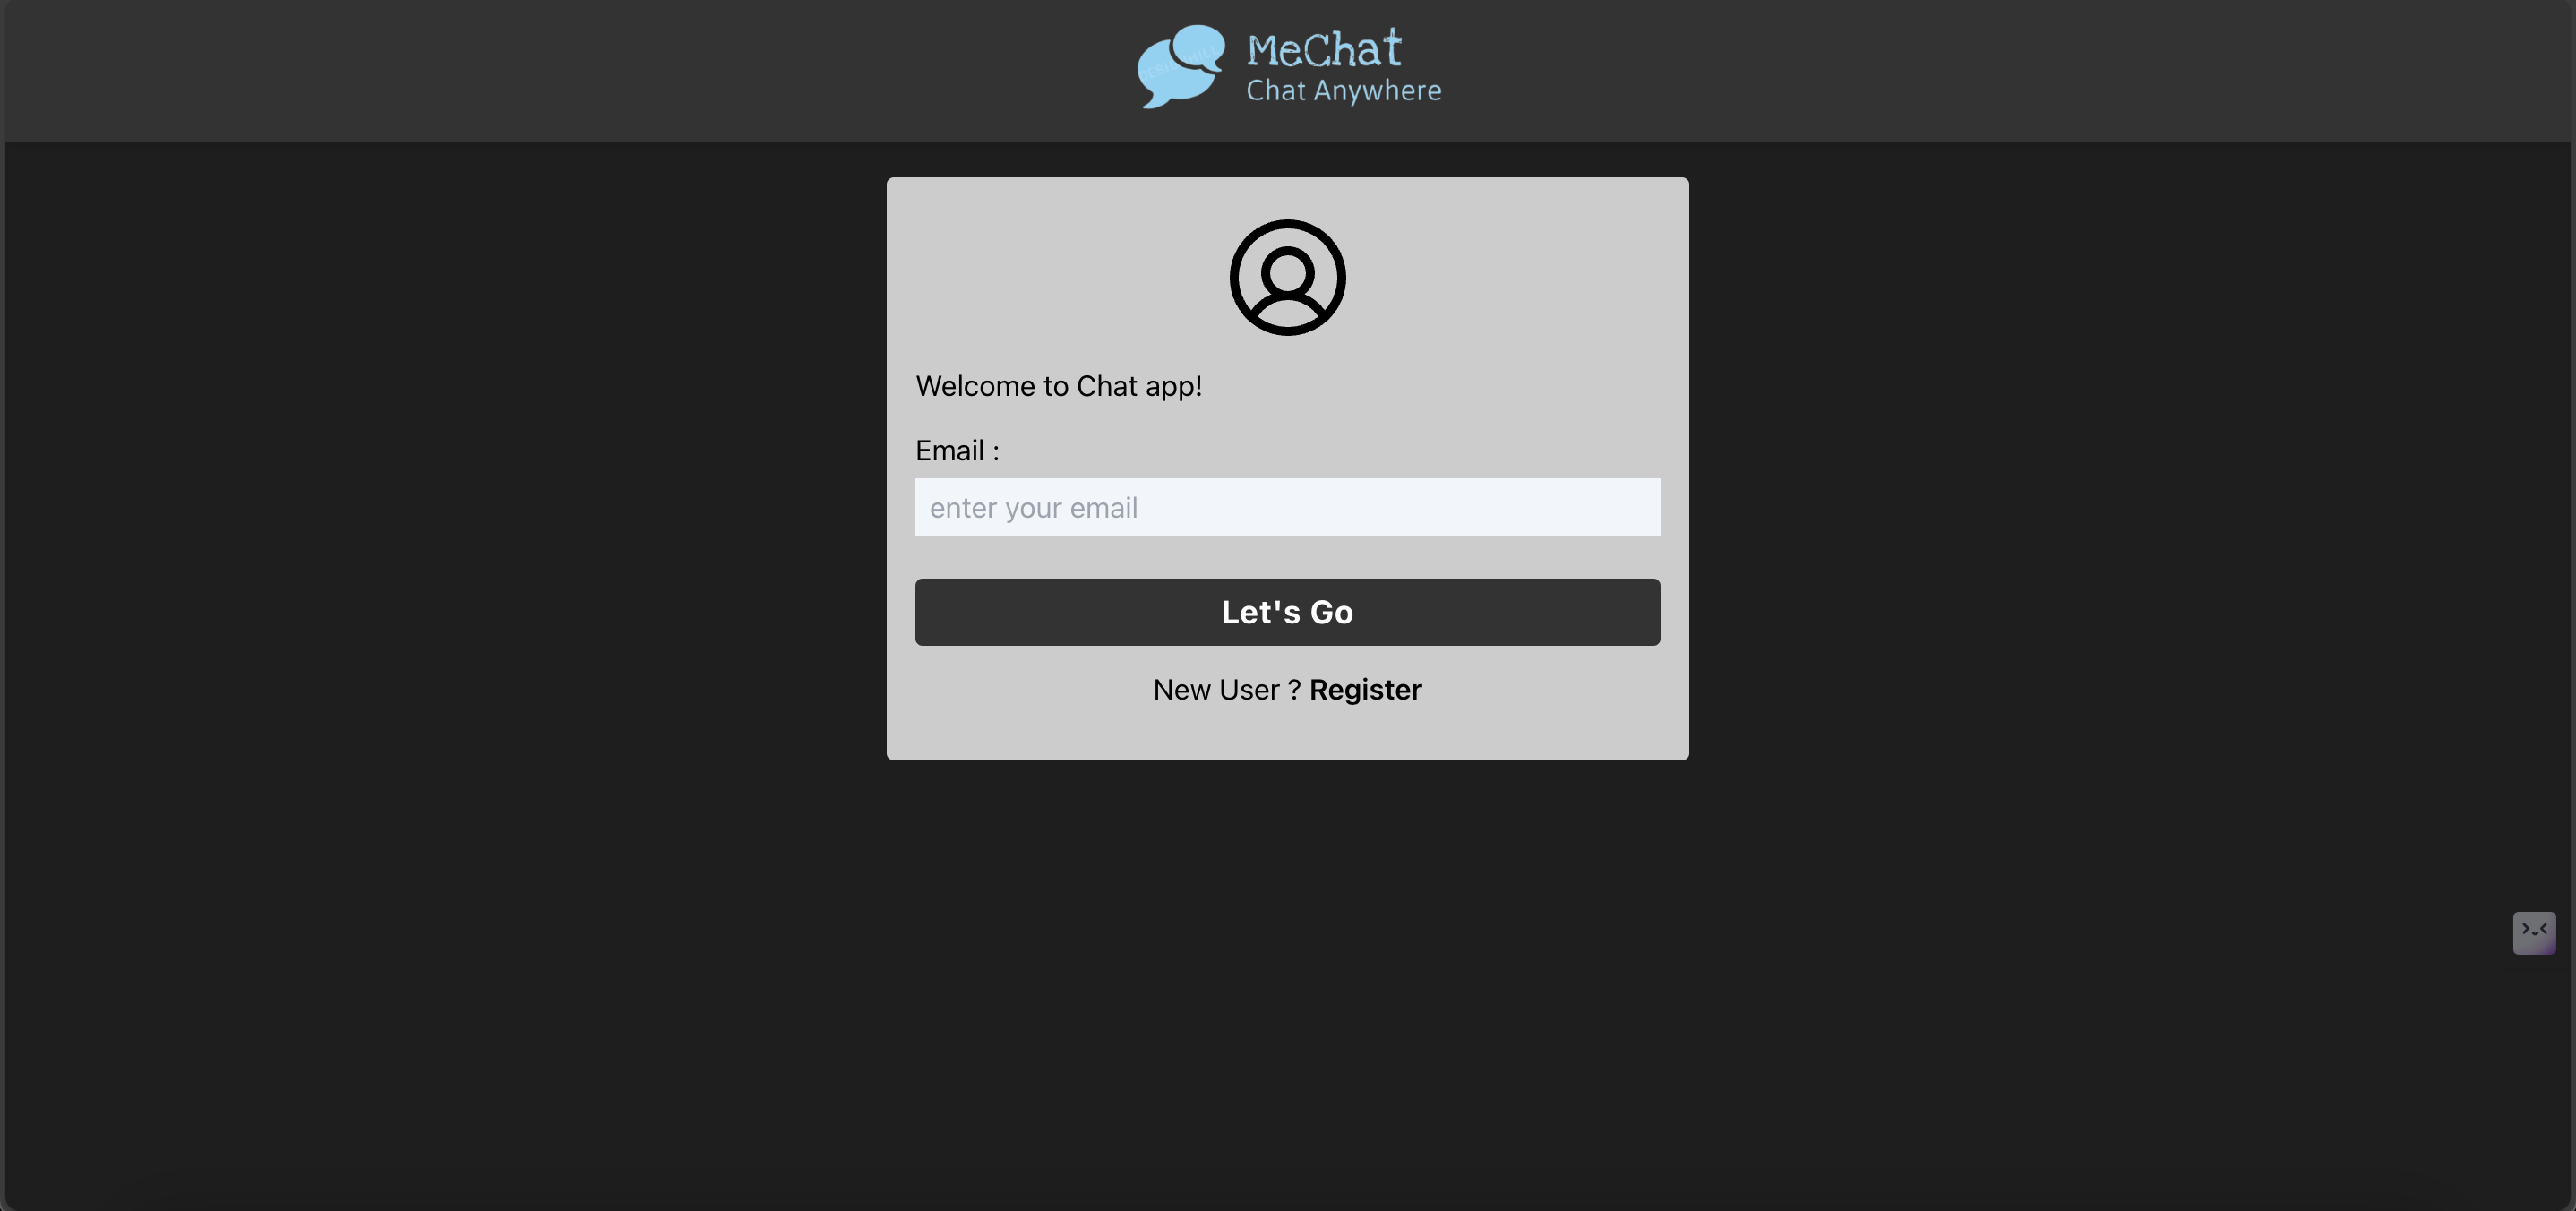 MeChat
Chat Anywhere
Welcome to Chat app!
Email :
enter your email
Let's Go
New User ? Register